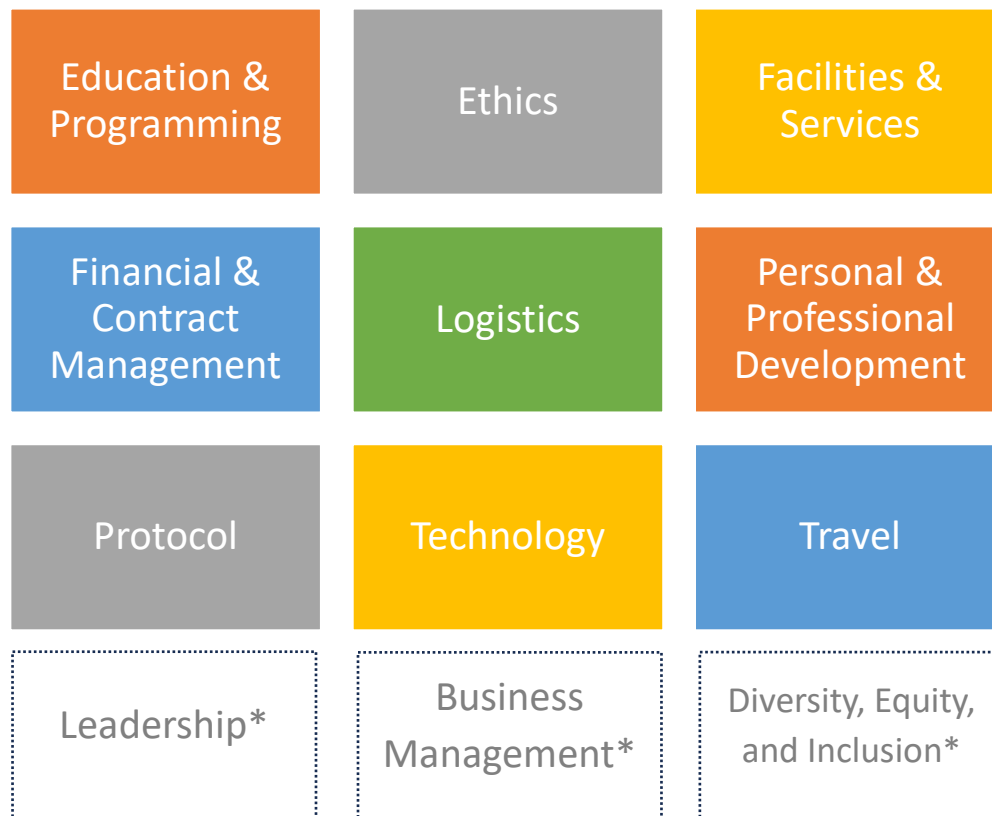 Education &
Programming
Ethics
Facilities &
Services
Financial &
Contract
Management
Logistics
Personal &
Professional
Development
Protocol
Technology
Travel
Leadership*
Business
Management*
Diversity, Equity,
and Inclusion*